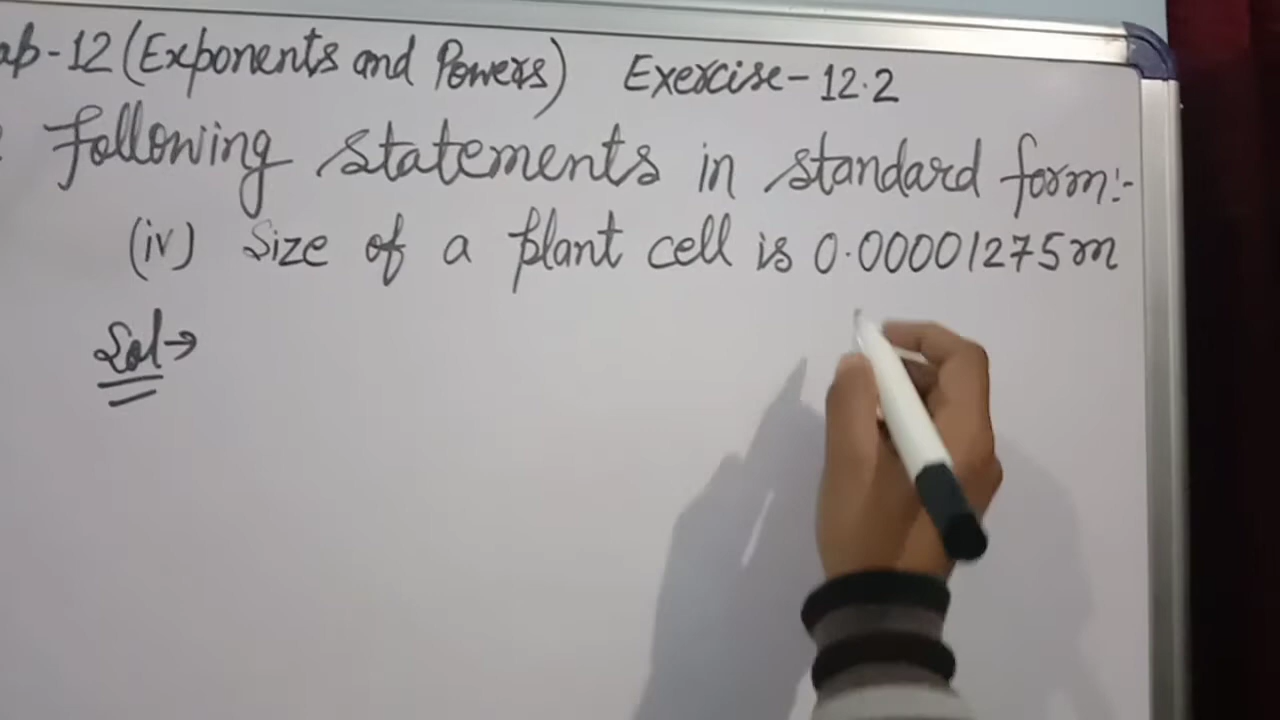 ab-12 (Exponents and Powers) Exercise-12.2
following statements in standard form:-
(iv) Size of a plant cell is 0.00001275m
Sol→